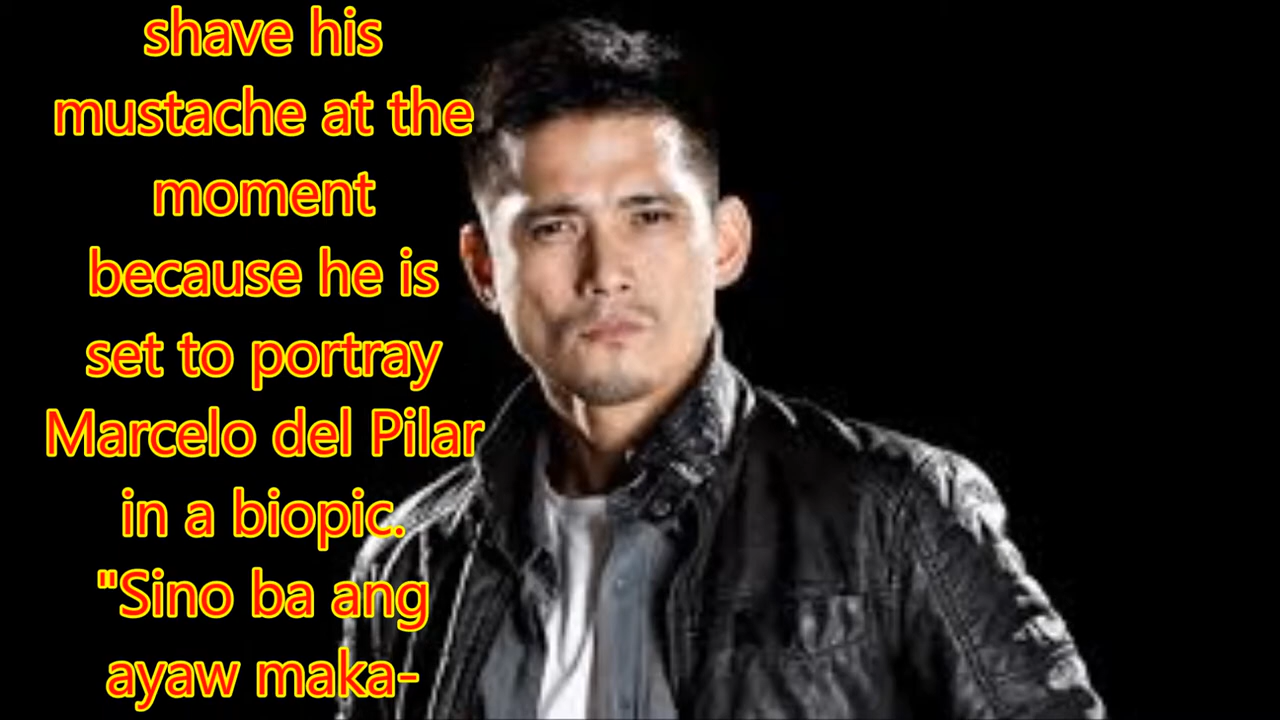 shave his
mustache at the
moment
because he is
set to portray
Marcelo del Pilar
in a biopic.
"Sino ba ang
ayaw maka-